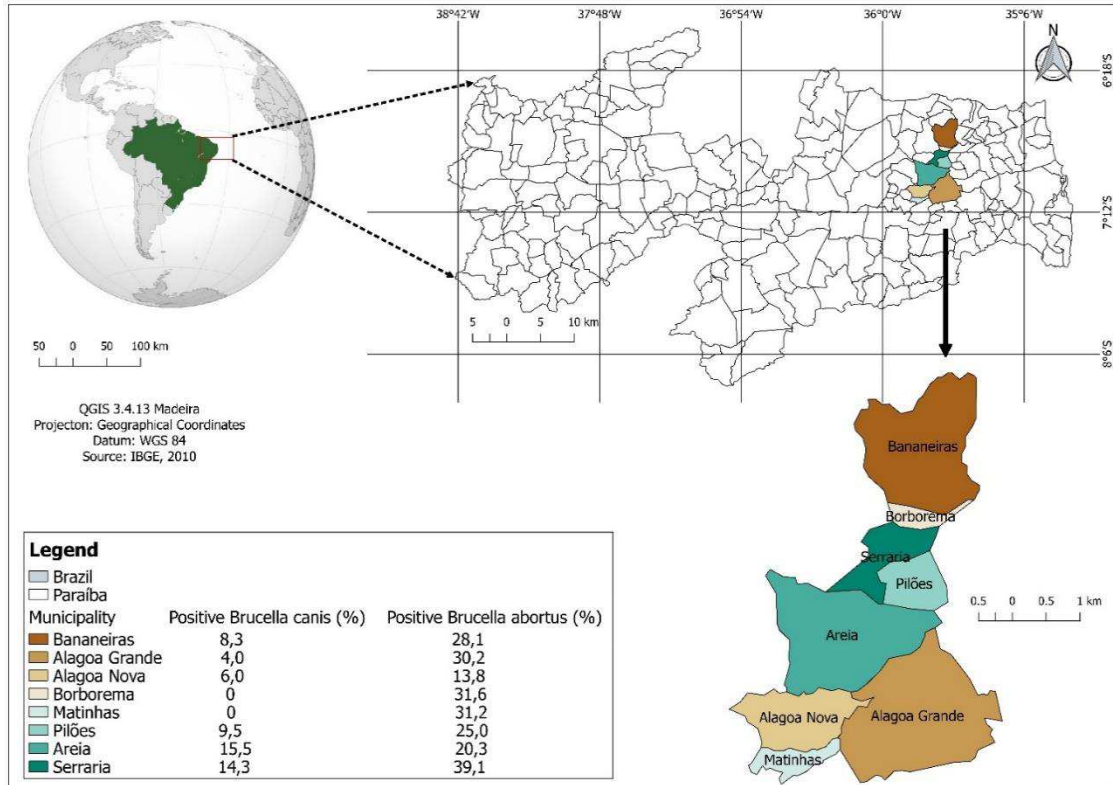 38°42'W 37°48'W 36°54'W 36°0'W 35°6'W
N
6°18'S
7°12'S
8°6'S
5 0 5 10 km
50 0 50 100 km
QGIS 3.4.13 Madeira
Projecton: Geographical Coordinates
Datum: WGS 84
Source: IBGE, 2010
Bananeiras
Borborema
Serraria
Pilões
Areia
Alagoa Nova
Alagoa Grande
Matinhas
0.5 0 0.5 1 km
Legend
Brazil
Paraíba
Municipality Positive Brucella canis (%) Positive Brucella abortus (%)
Bananeiras 8,3 28,1
Alagoa Grande 4,0 30,2
Alagoa Nova 6,0 13,8
Borborema 0 31,6
Matinhas 0 31,2
Pilões 9,5 25,0
Areia 15,5 20,3
Serraria 14,3 39,1